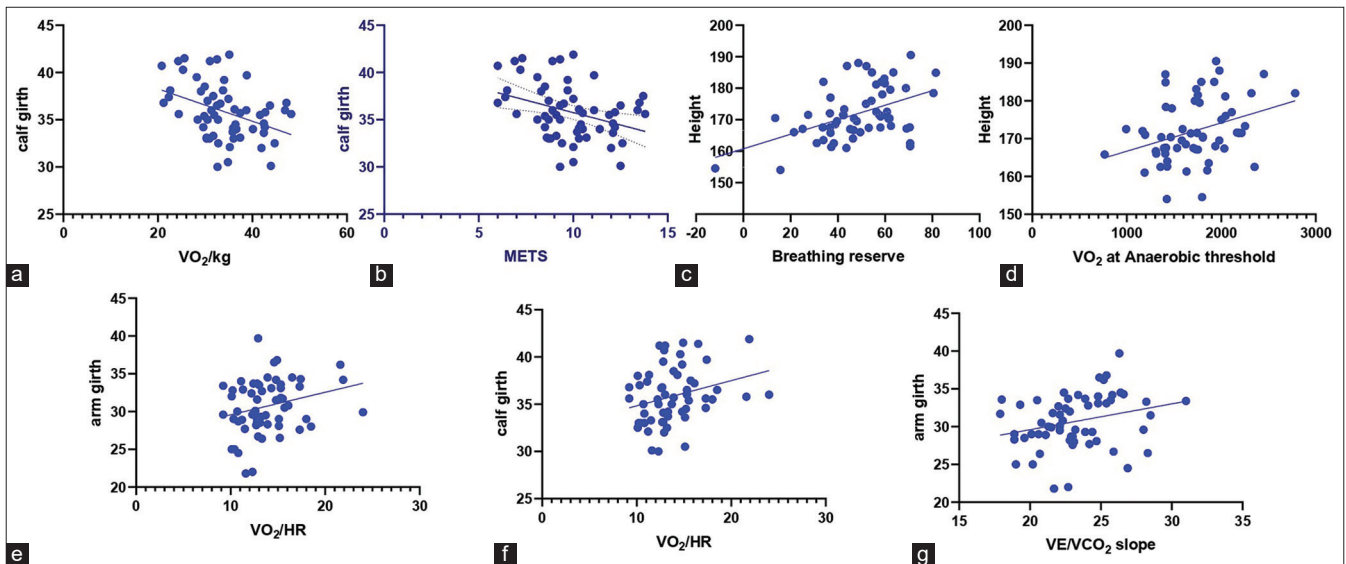 45
40
35
30
25
calf girth
0 20 40 60
VO₂/kg
a
45
40
35
30
25
calf girth
0 5 10 15
METS
b
200
190
180
170
160
150
Height
-20 0 20 40 60 80 100
Breathing reserve
c
200
190
180
170
160
150
Height
0 1000 2000 3000
VO₂ at Anaerobic threshold
d
45
40
35
30
25
20
arm girth
0 10 20 30
VO₂/HR
e
45
40
35
30
25
calf girth
0 10 20 30
VO₂/HR
f
45
40
35
30
25
20
arm girth
15 20 25 30 35
VE/VCO₂ slope
g